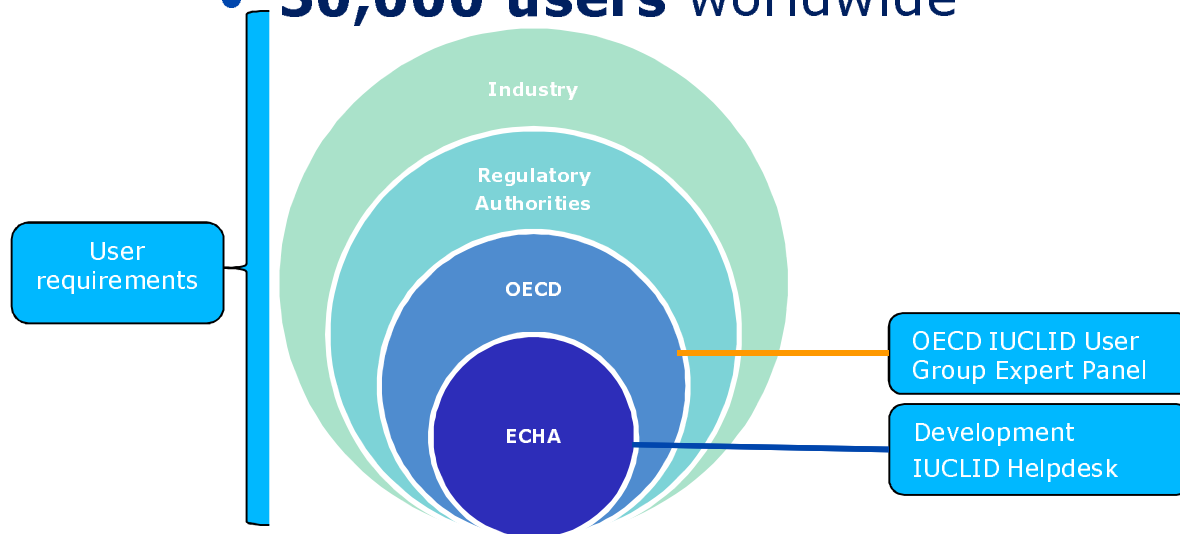 users worldwide
Industry
Regulatory
Authorities
User
requirements
OECD
OECD IUCLID User
Group Expert Panel
ECHA
Development
IUCLID Helpdesk